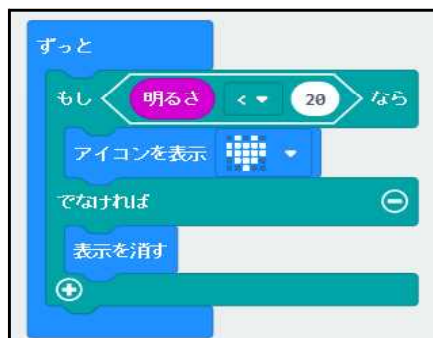 ずっと
もし 明るさ < 20 なら
アイコンを表示
でなければ
表示を消す